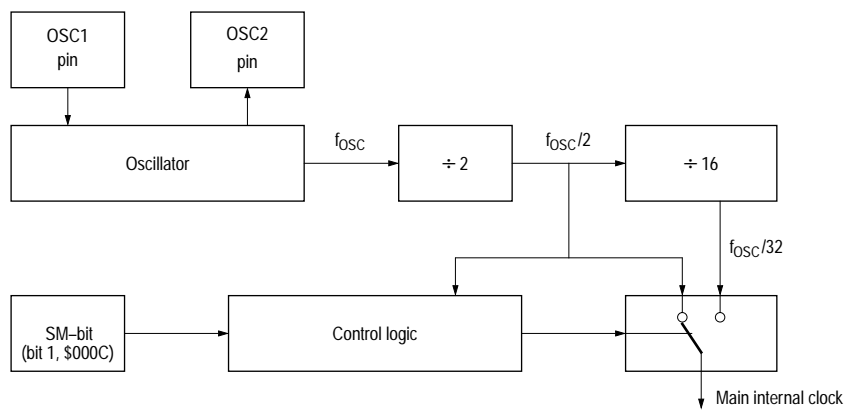 OSC1
pin
OSC2
pin
Oscillator
fOSC
÷ 2
fOSC/2
÷ 16
fOSC/32
SM–bit
(bit 1, $000C)
Control logic
Main internal clock